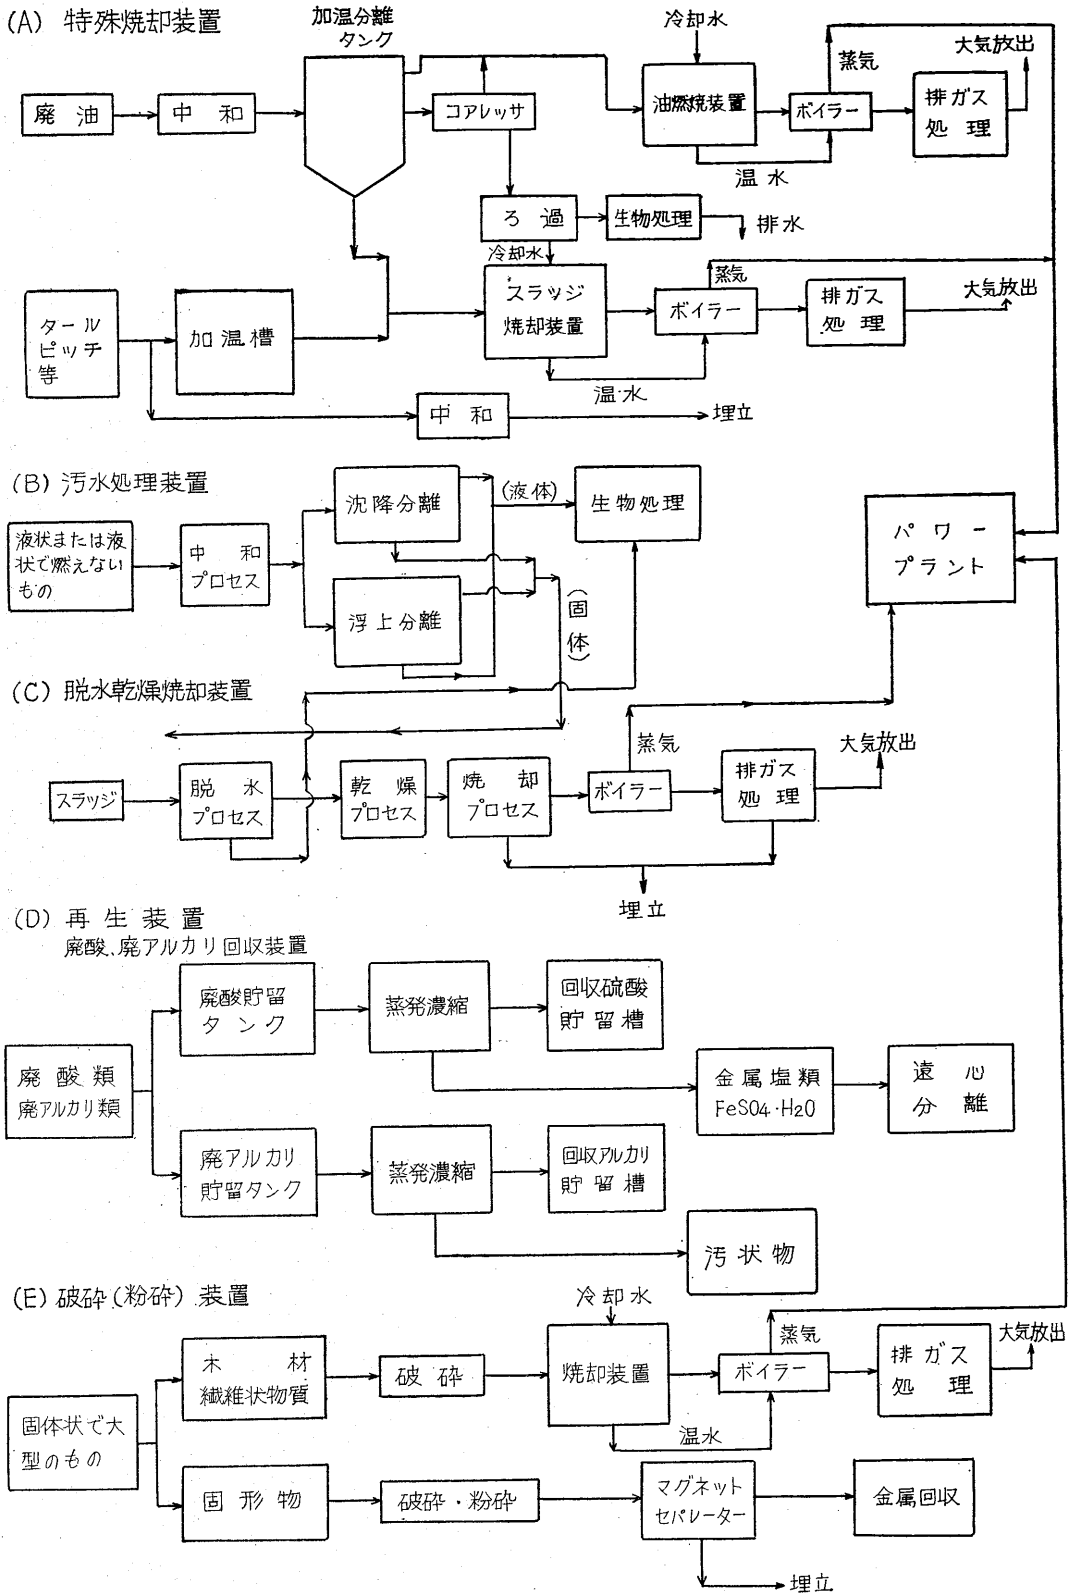 (A) 特殊焼却装置
加温分離
タンク
冷却水
蒸気
大気放出
廃油
中和
コアレッサ
油燃焼装置
ボイラー
排ガス
処理
温水
ろ過
生物処理
排水
冷却水
タール
ピッチ
等
加温槽
スラッジ
焼却装置
蒸気
ボイラー
排ガス
処理
大気放出
温水
中和
埋立
(B) 汚水処理装置
液状または液
状で燃えない
もの
中和
プロセス
沈降分離
浮上分離
(液体)
生物処理
(固体)
パワー
プラント
(C) 脱水乾燥焼却装置
スラッジ
脱水
プロセス
乾燥
プロセス
焼却
プロセス
蒸気
ボイラー
排ガス
処理
大気放出
埋立
(D) 再生装置
廃酸、廃アルカリ回収装置
廃酸類
廃アルカリ類
廃酸貯留
タンク
蒸発濃縮
回収硫酸
貯留槽
金属塩類
FeSO4・H2O
遠心
分離
廃アルカリ
貯留タンク
蒸発濃縮
回収アルカリ
貯留槽
汚状物
(E) 破砕(粉砕)装置
固体状で大
型のもの
木材
繊維状物質
破砕
冷却水
焼却装置
蒸気
ボイラー
排ガス
処理
大気放出
温水
固形物
破砕・粉砕
マグネット
セパレーター
金属回収
埋立